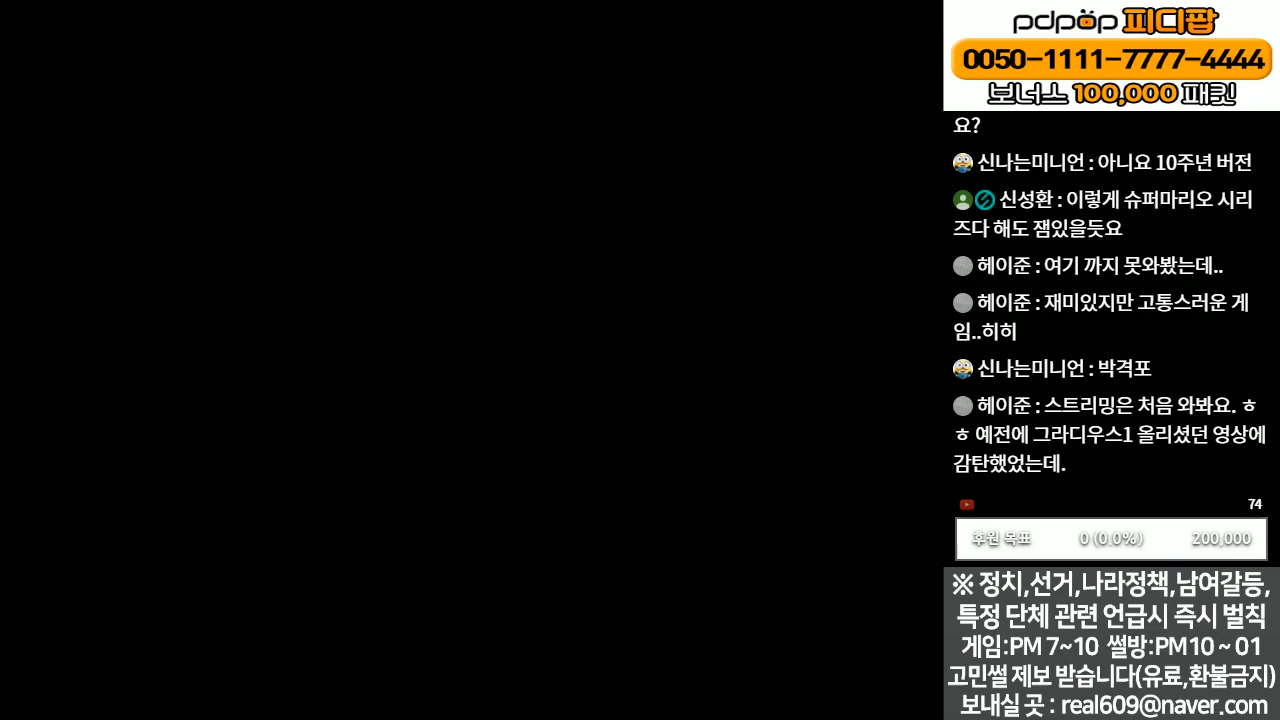 pdpop 피디팝
0050-1111-7777-4444
보너스 100,000 패킷
요?
신나는미니언 : 아니요 10주년 버전
신성환 : 이렇게 슈퍼마리오 시리
즈다 해도 잼있을듯요
헤이준 : 여기 까지 못와봤는데..
헤이준 : 재미있지만 고통스러운 게
임..히히
신나는미니언 : 박격포
헤이준 : 스트리밍은 처음 와봐요. ㅎ
ㅎ 예전에 그라디우스1 올리셨던 영상에
감탄했었는데.
74
후원 목표 0 (0.0%) 200,000
※ 정치,선거,나라정책,남여갈등,
특정 단체 관련 언급시 즉시 벌칙
게임:PM 7~10 썰방:PM10 ~ 01
고민썰 제보 받습니다(유료,환불금지)
보내실 곳 : real609@naver.com